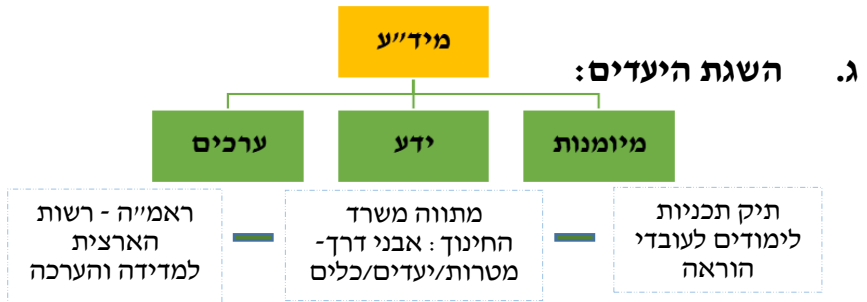 מיד״ע
ג. השגת היעדים:
מיומנות
ידע
ערכים
תיק תכניות
לימודים לעובדי
הוראה
מתווה משרד
החינוך: אבני דרך-
מטרות/יעדים/כלים
ראמ״ה - רשות
הארצית
למדידה והערכה